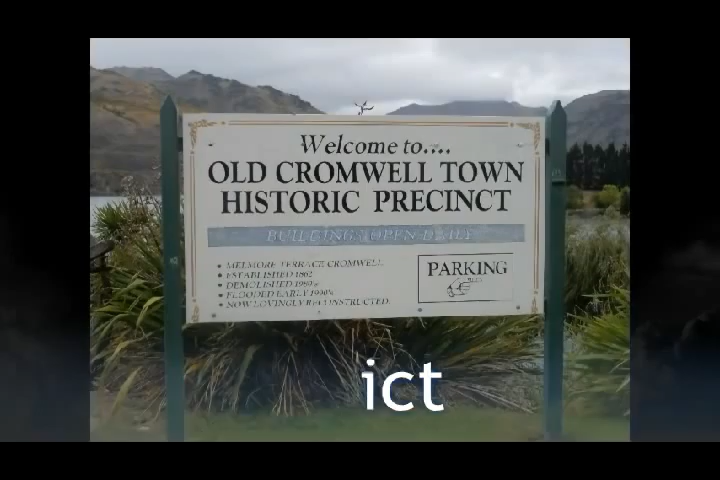 Welcome to....
OLD CROMWELL TOWN
HISTORIC PRECINCT
BUILDINGS OPEN DAILY
• MELMORE TERRACE CROMWELL
• ESTABLISHED 1862
• DEMOLISHED 1980's
• FLOODED EARLY 1990's
• NOW LOVINGLY RECONSTRUCTED.
PARKING
ict